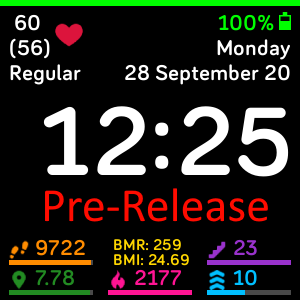 60 100%
(56) Monday
Regular 28 September 20
12:25
Pre-Release
9722 BMR: 259 23
BMI: 24.69
7.78 2177 10